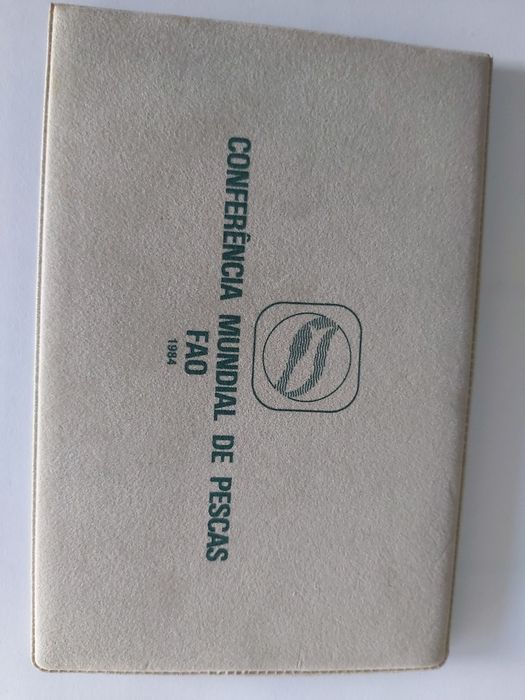 CONFERÊNCIA MUNDIAL DE PESCAS
FAO
1984